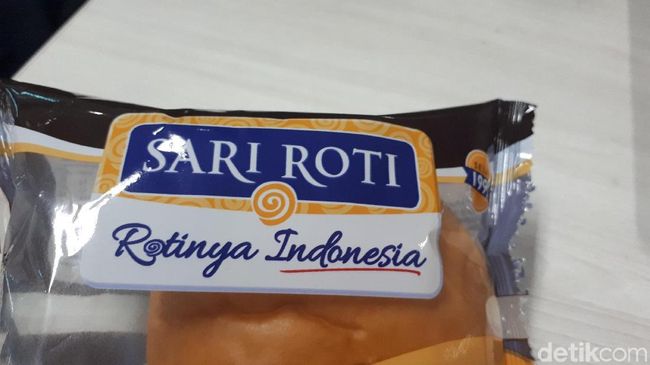 SARI ROTI
Rotinya Indonesia
detikcom